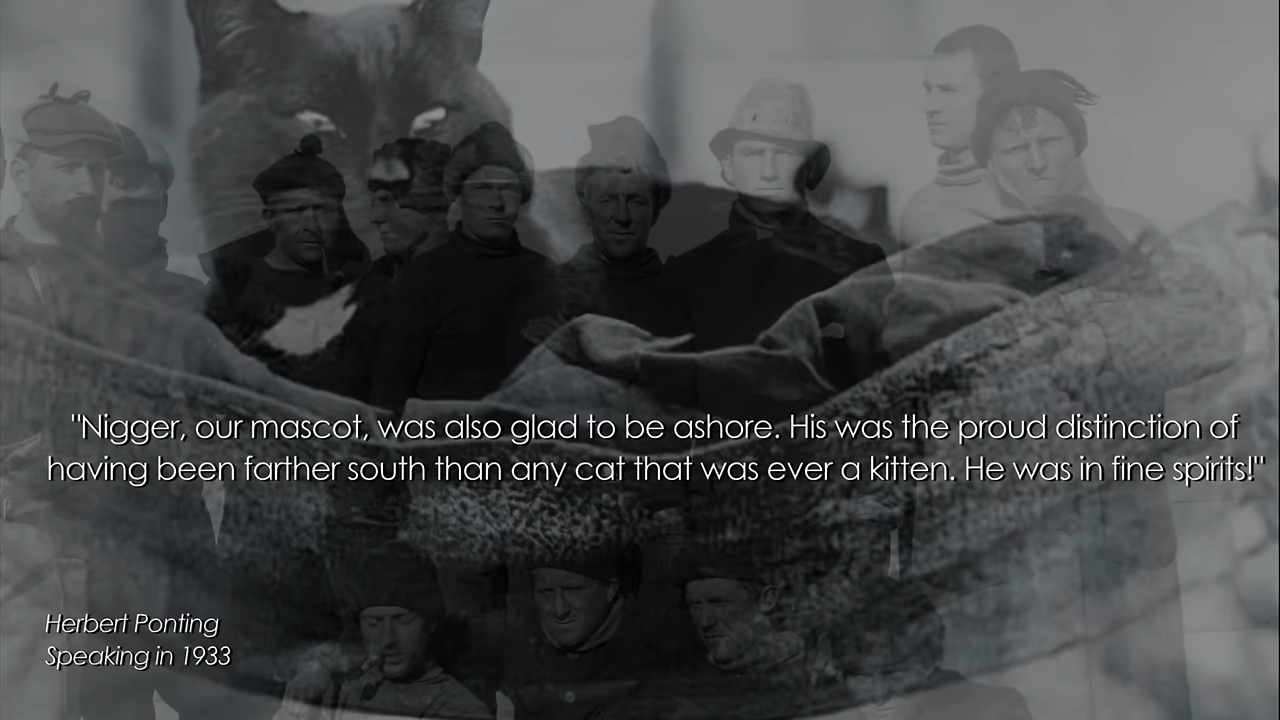 "Nigger, our mascot, was also glad to be ashore. His was the proud distinction of
having been farther south than any cat that was ever a kitten. He was in fine spirits!"
Herbert Ponting
Speaking in 1933